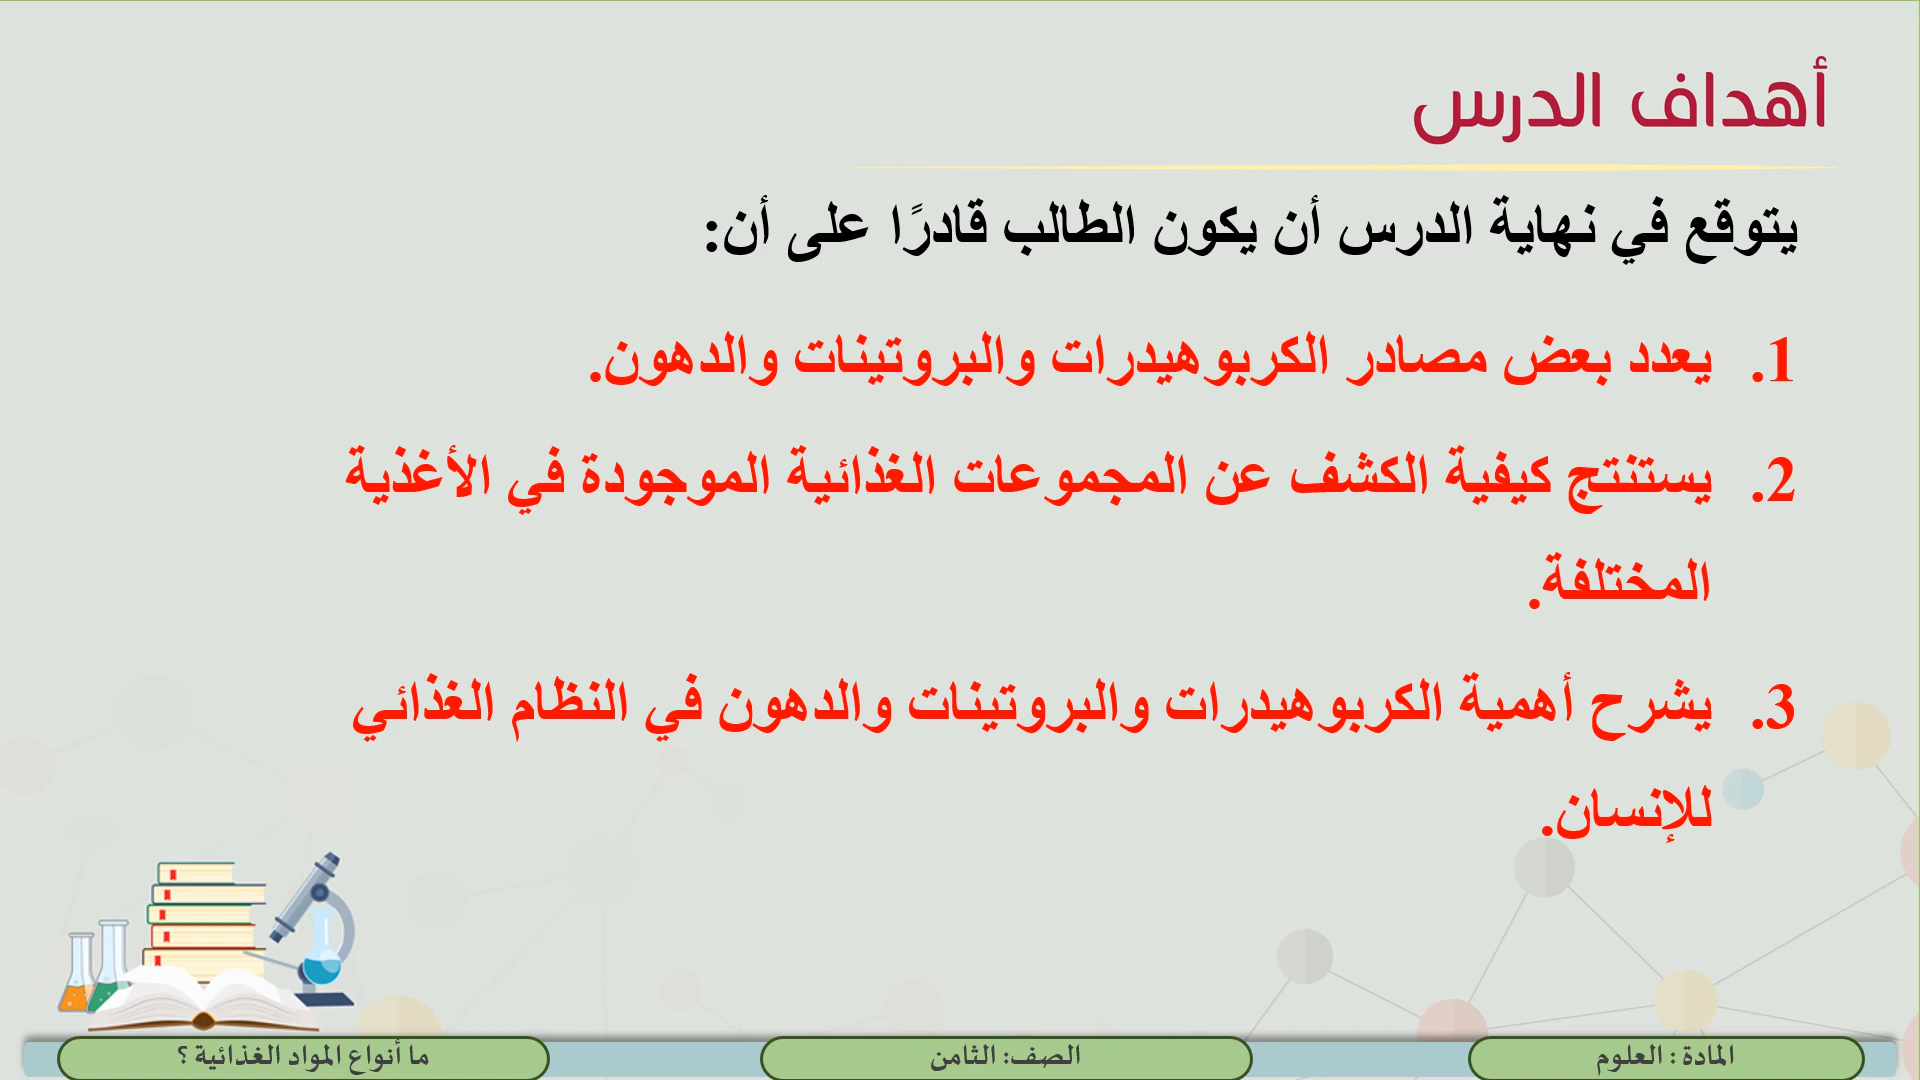 أهداف الدرس
يتوقع في نهاية الدرس أن يكون الطالب قادرًا على أن:
1. يعدد بعض مصادر الكربوهيدرات والبروتينات والدهون.
2. يستنتج كيفية الكشف عن المجموعات الغذائية الموجودة في الأغذية
المختلفة.
3. يشرح أهمية الكربوهيدرات والبروتينات والدهون في النظام الغذائي
للإنسان.
المادة : العلوم
الصف: الثامن
ما أنواع المواد الغذائية ؟